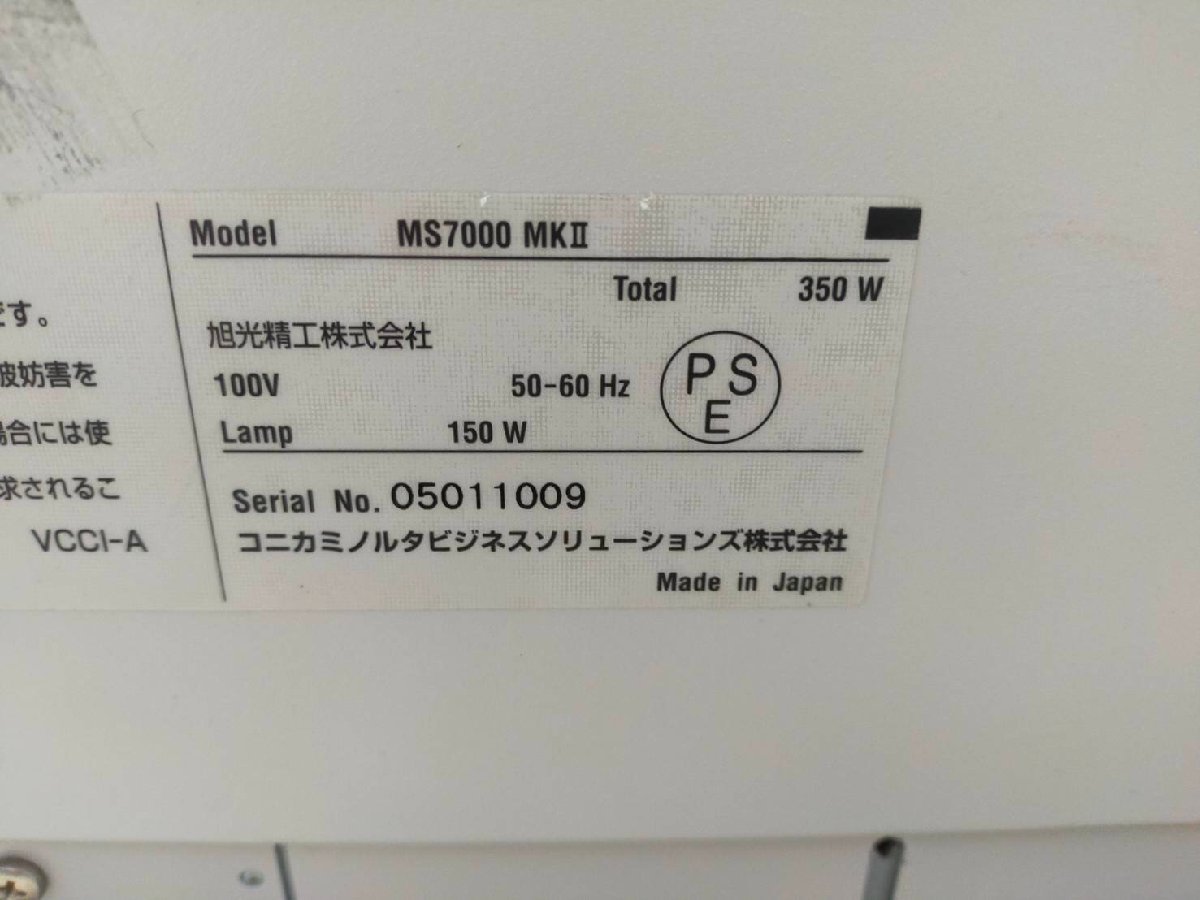 です。
波妨害を
場合には使
求されるこ
VCCI-A
Model MS7000 MKⅡ
Total 350 W
旭光精工株式会社
100V 50-60 Hz
PSE
Lamp 150 W
Serial No. 05011009
コニカミノルタビジネスソリューションズ株式会社
Made in Japan